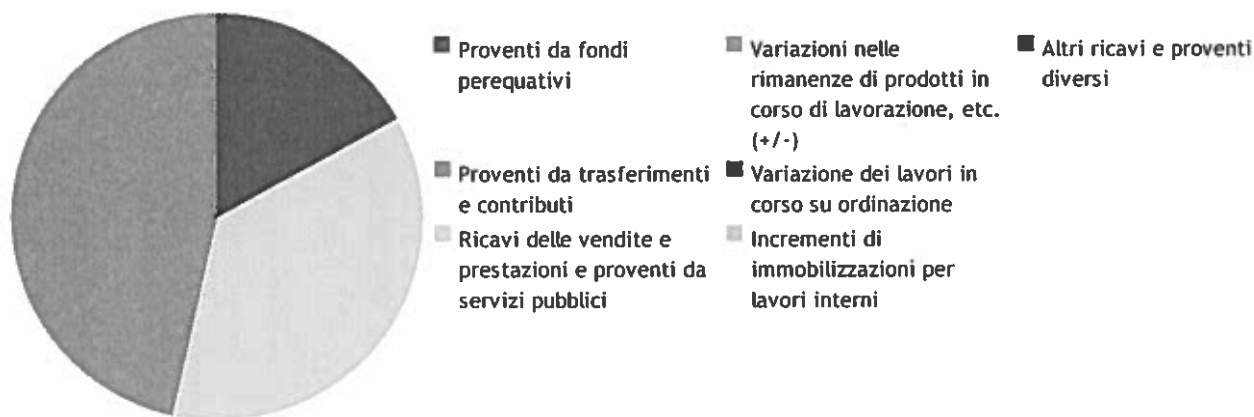 Proventi da fondi
perequativi
Proventi da trasferimenti
e contributi
Ricavi delle vendite e
prestazioni e proventi da
servizi pubblici
Variazioni nelle
rimanenze di prodotti in
corso di lavorazione, etc.
(+/-)
Variazione dei lavori in
corso su ordinazione
Incrementi di
immobilizzazioni per
lavori interni
Altri ricavi e proventi
diversi